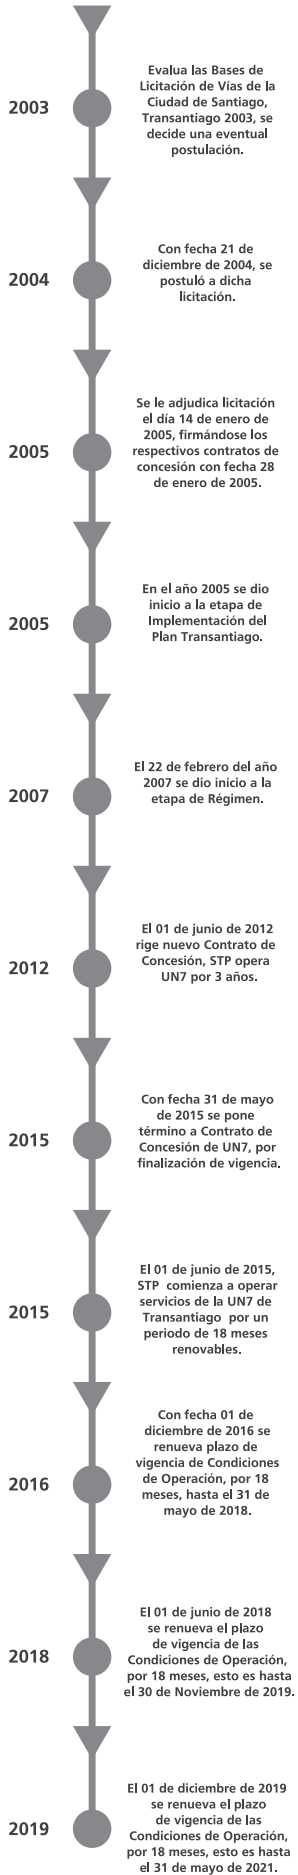 2003
Evalua las Bases de
Licitación de Vías de la
Ciudad de Santiago,
Transantiago 2003, se
decide una eventual
postulación.
2004
Con fecha 21 de
diciembre de 2004, se
postuló a dicha
licitación.
2005
Se le adjudica licitación
el día 14 de enero de
2005, firmándose los
respectivos contratos de
concesión con fecha 28
de enero de 2005.
2005
En el año 2005 se dio
inicio a la etapa de
Implementación del
Plan Transantiago.
2007
El 22 de febrero del año
2007 se dio inicio a la
etapa de Régimen.
2012
El 01 de junio de 2012
rige nuevo Contrato de
Concesión, STP opera
UN7 por 3 años.
2015
Con fecha 31 de mayo
de 2015 se pone
término a Contrato de
Concesión de UN7, por
finalización de vigencia.
2015
El 01 de junio de 2015,
STP comienza a operar
servicios de la UN7 de
Transantiago por un
periodo de 18 meses
renovables.
2016
Con fecha 01 de
diciembre de 2016 se
renueva plazo de
vigencia de Condiciones
de Operación, por 18
meses, hasta el 31 de
mayo de 2018.
2018
El 01 de junio de 2018
se renueva el plazo
de vigencia de las
Condiciones de Operación,
por 18 meses, esto es hasta
el 30 de Noviembre de 2019.
2019
El 01 de diciembre de 2019
se renueva el plazo
de vigencia de las
Condiciones de Operación,
por 18 meses, esto es hasta
el 31 de mayo de 2021.